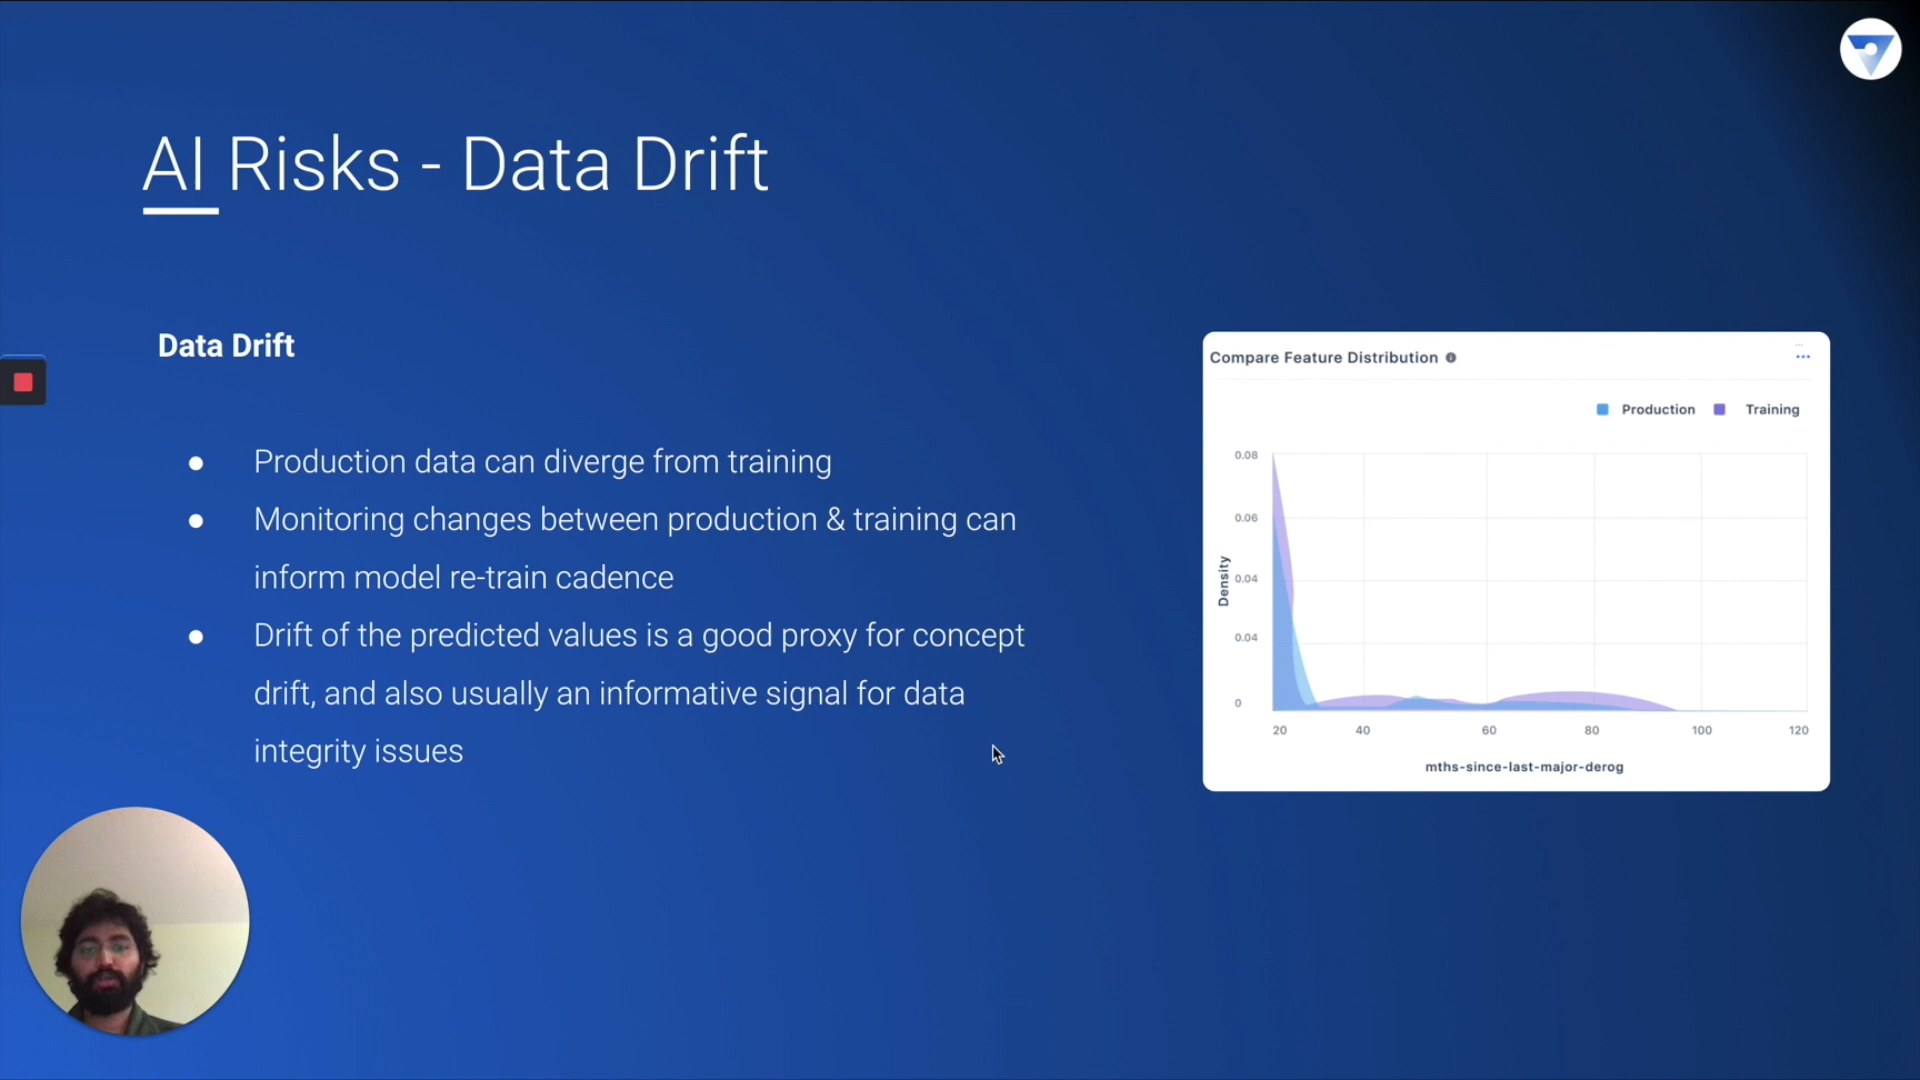 AI Risks - Data Drift
Data Drift
● Production data can diverge from training
● Monitoring changes between production & training can
inform model re-train cadence
● Drift of the predicted values is a good proxy for concept
drift, and also usually an informative signal for data
integrity issues
Compare Feature Distribution
Production Training
Density
0.08
0.06
0.04
0.04
0
20 40 60 80 100 120
mths-since-last-major-derog